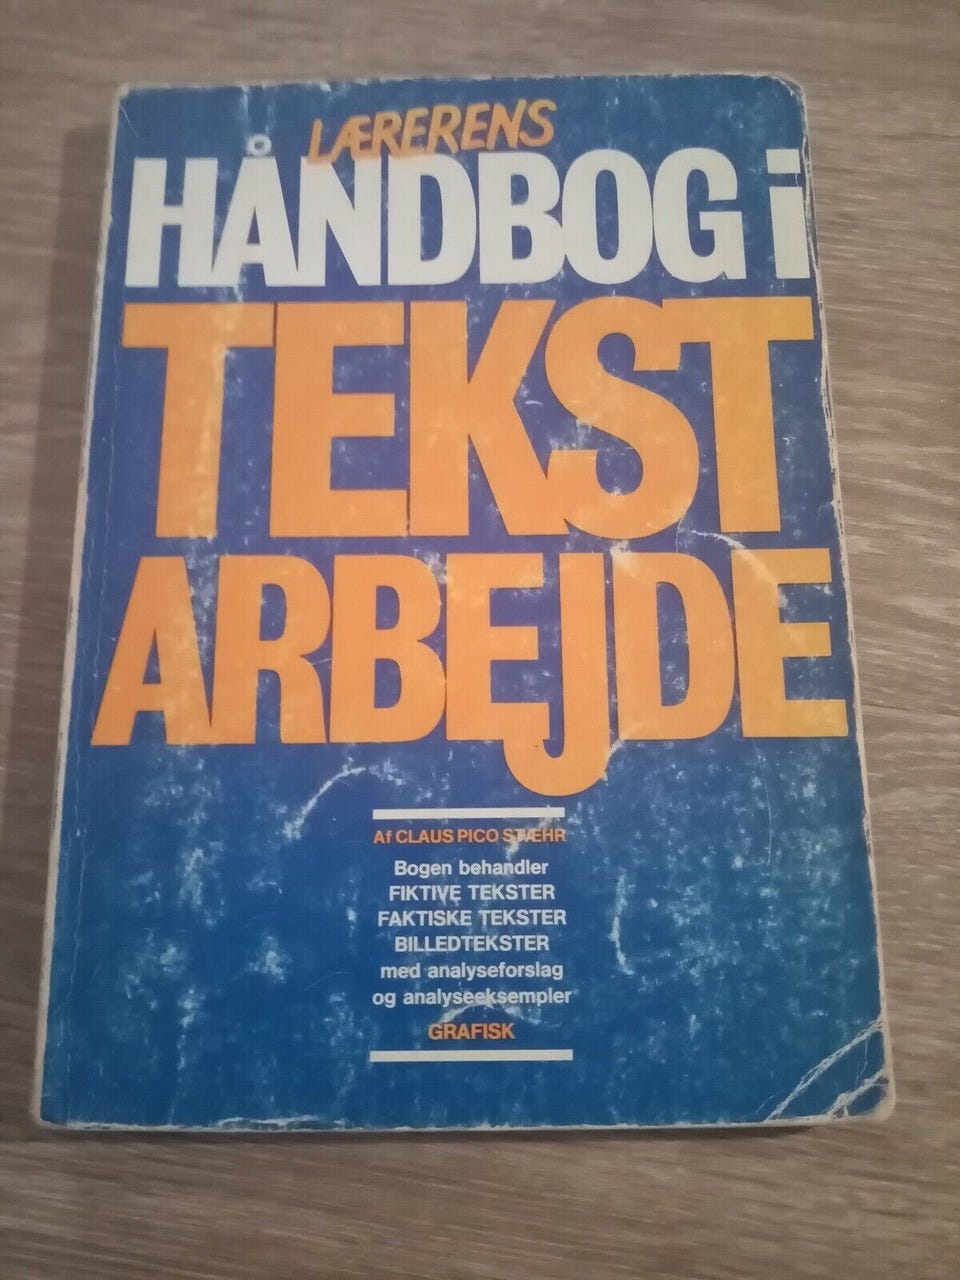 LÆRERENS
HÅNDBOG i
TEKST
ARBEJDE
Af CLAUS PICO STÆHR
Bogen behandler
FIKTIVE TEKSTER
FAKTISKE TEKSTER
BILLEDTEKSTER
med analyseforslag
og analyseeksempler
GRAFISK